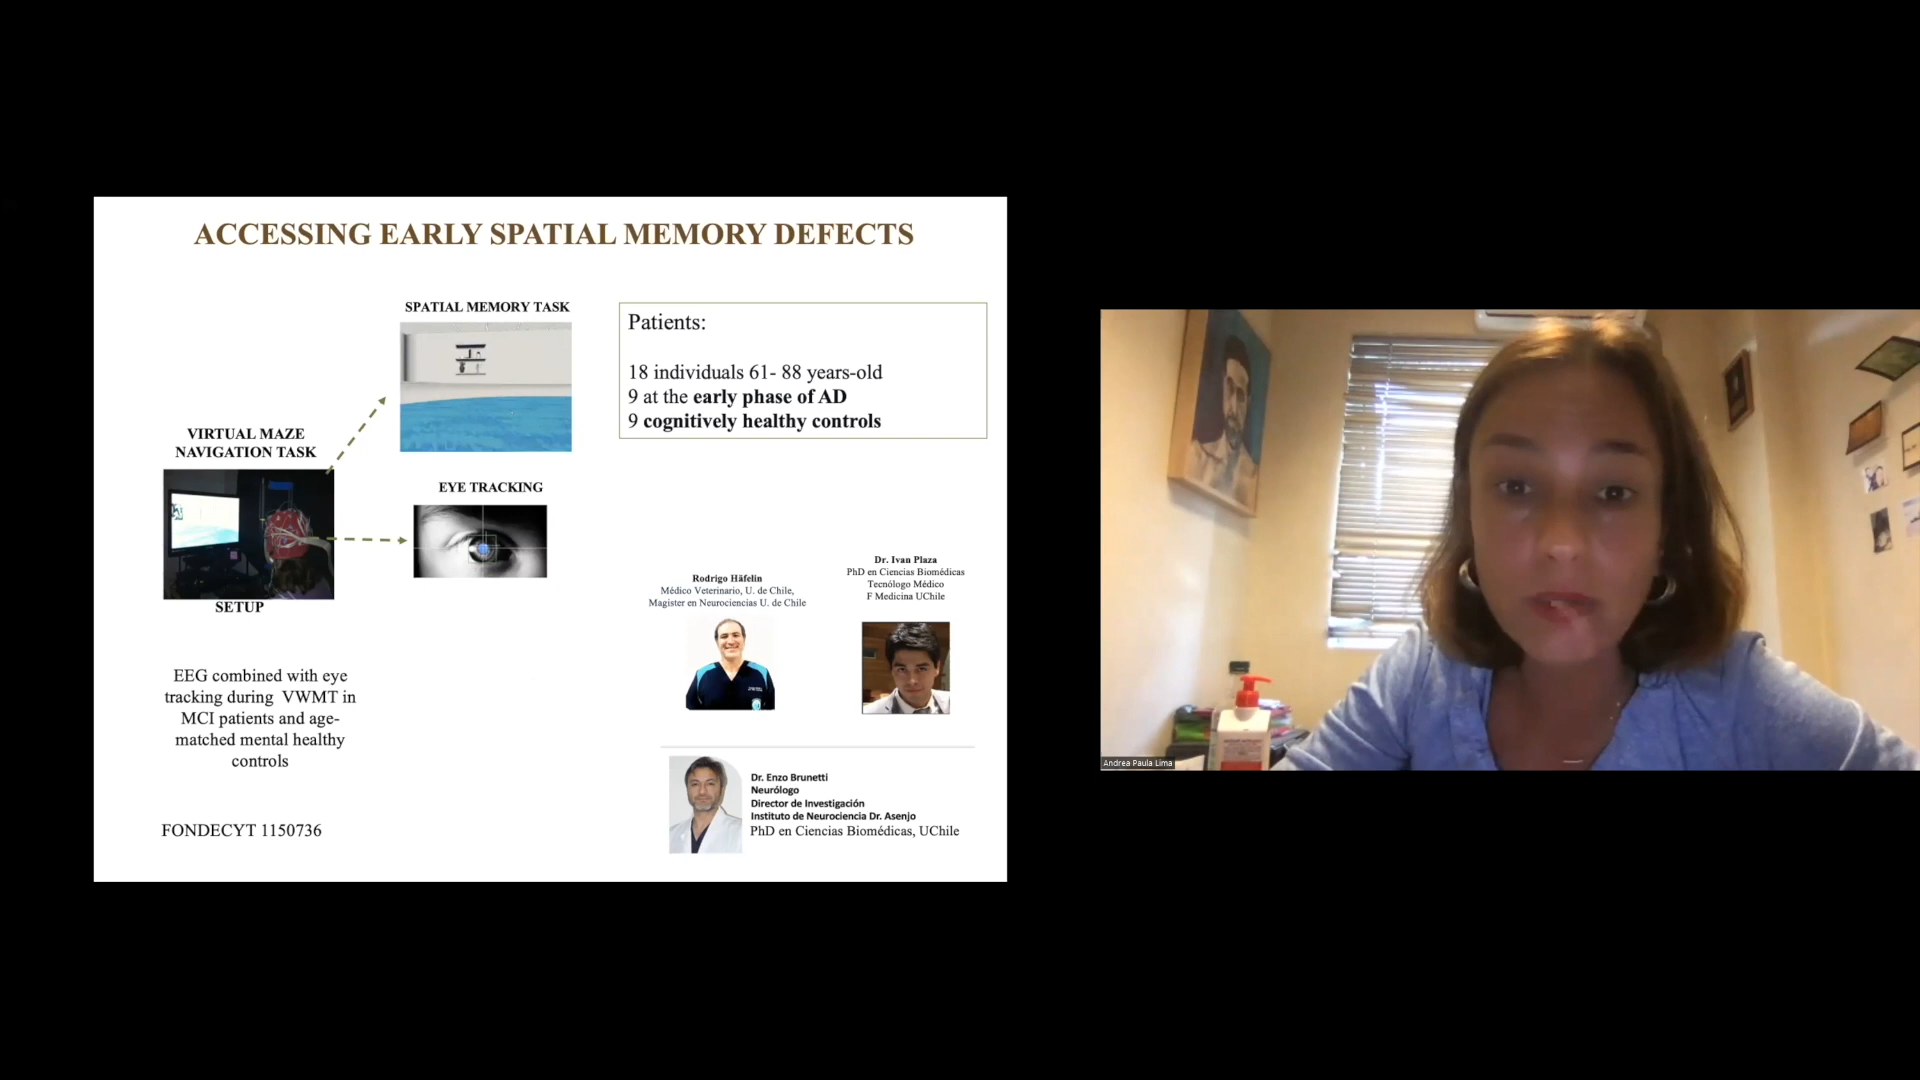 ACCESSING EARLY SPATIAL MEMORY DEFECTS
SPATIAL MEMORY TASK
VIRTUAL MAZE
NAVIGATION TASK
EYE TRACKING
SETUP
EEG combined with eye
tracking during VWMT in
MCI patients and age-
matched mental healthy
controls
FONDECYT 1150736
Patients:
18 individuals 61- 88 years-old
9 at the early phase of AD
9 cognitively healthy controls
Rodrigo Häfelin
Médico Veterinario, U. de Chile,
Magister en Neurociencias U. de Chile
Dr. Ivan Plaza
PhD en Ciencias Biomédicas
Tecnólogo Médico
F Medicina UChile
Dr. Enzo Brunetti
Neurólogo
Director de Investigación
Instituto de Neurociencia Dr. Asenjo
PhD en Ciencias Biomédicas, UChile
Andrea Paula Lima